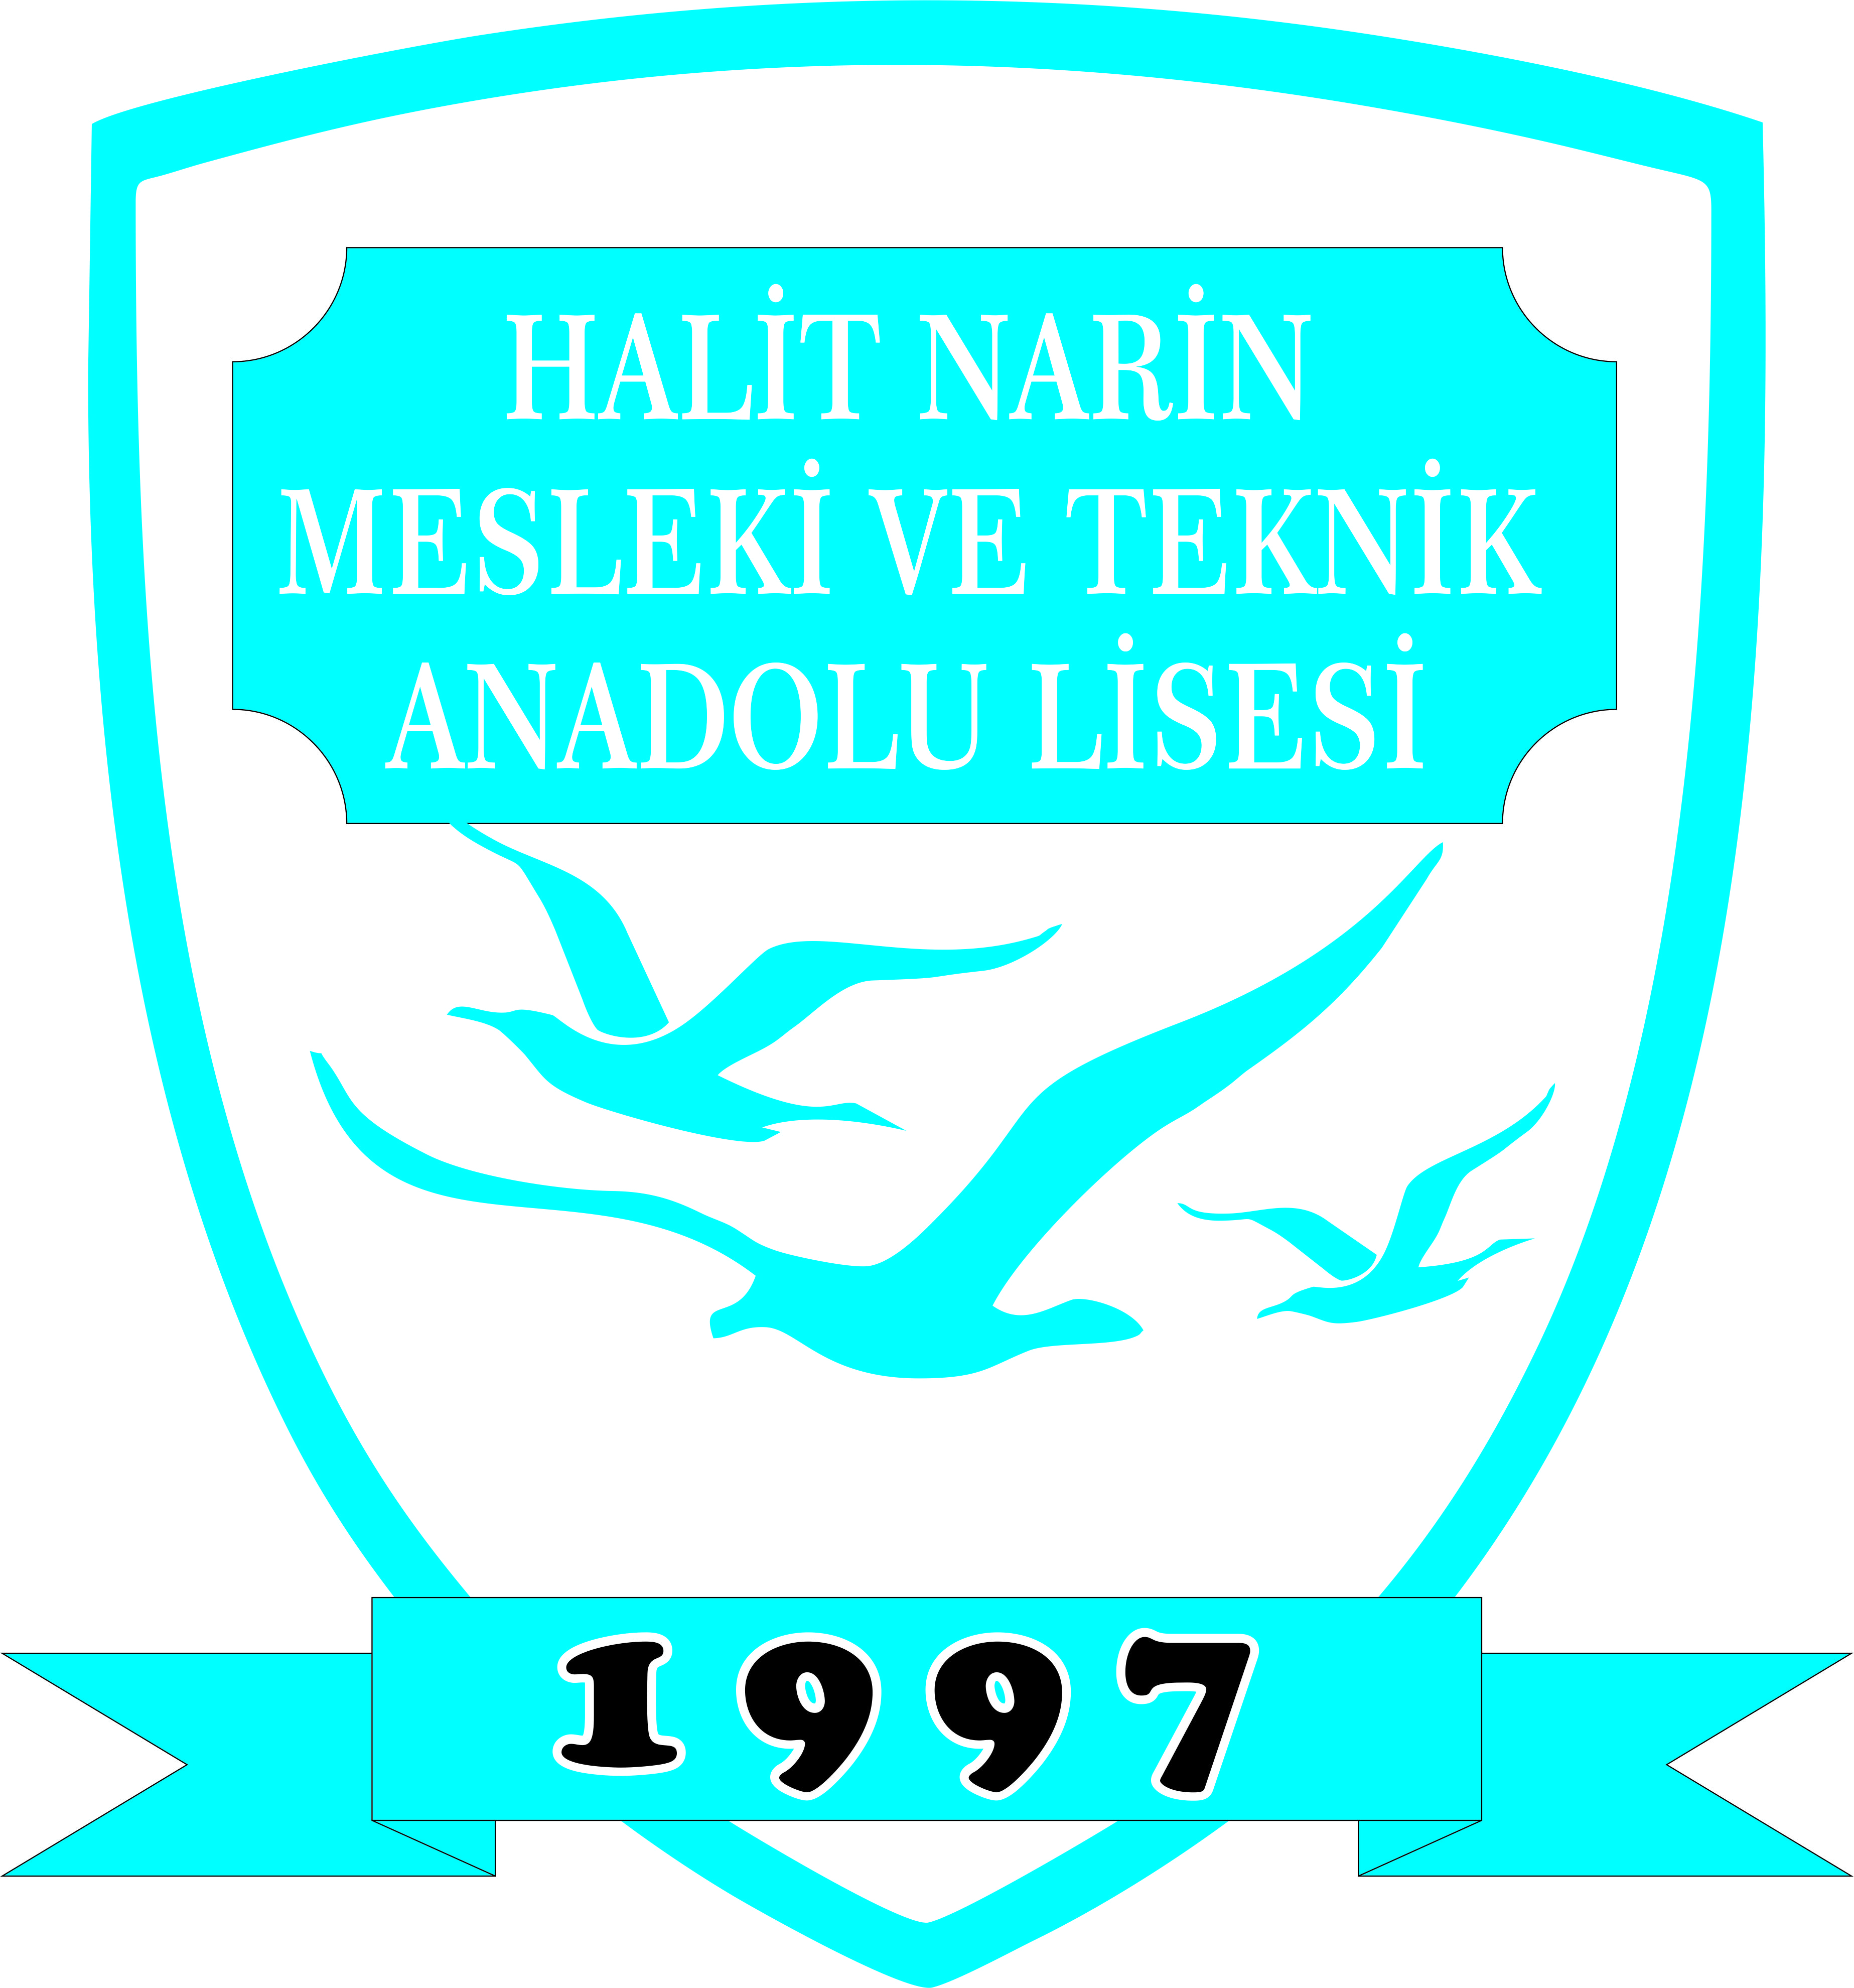 HALİT NARİN
MESLEKİ VE TEKNİK
ANADOLU LİSESİ
1997